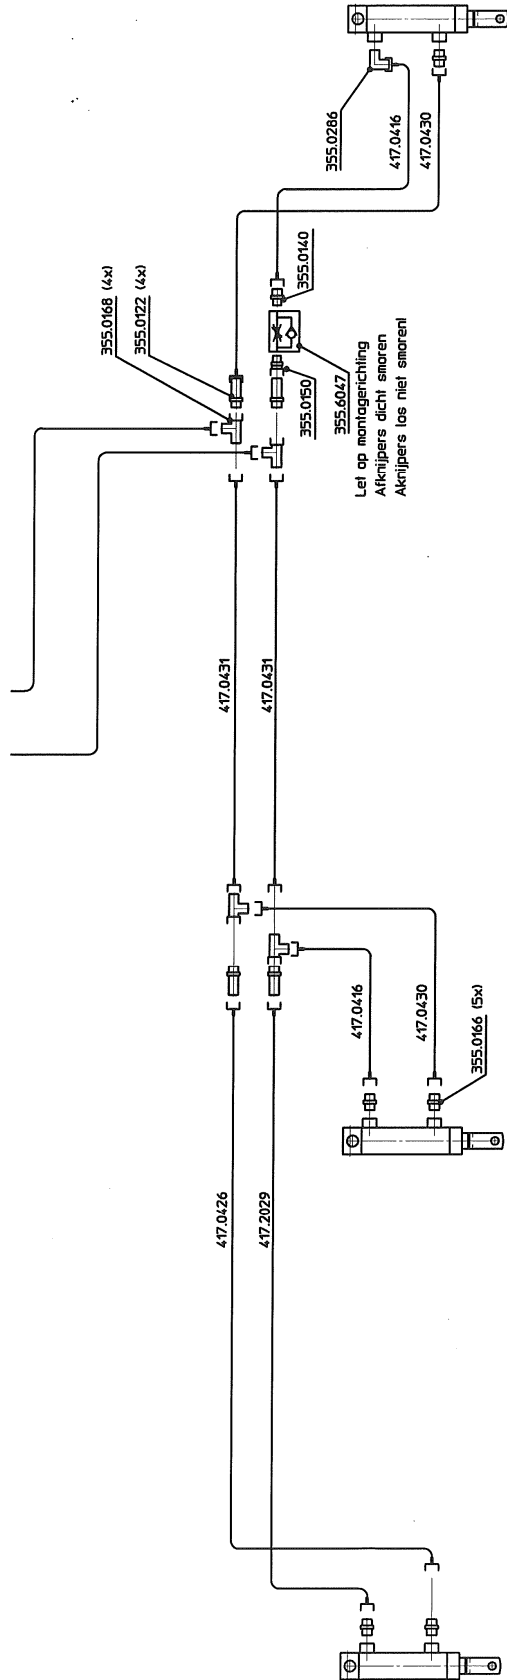 355.0286
417.0416
417.0430
355.0168 (4x)
355.0122 (4x)
355.0140
355.0150
355.6047
Let op montagerichting
Afknijpers dicht smoren
Aknijpers los niet smoren!
417.0431
417.0431
417.0416
417.0430
355.0166 (5x)
417.0426
417.2029